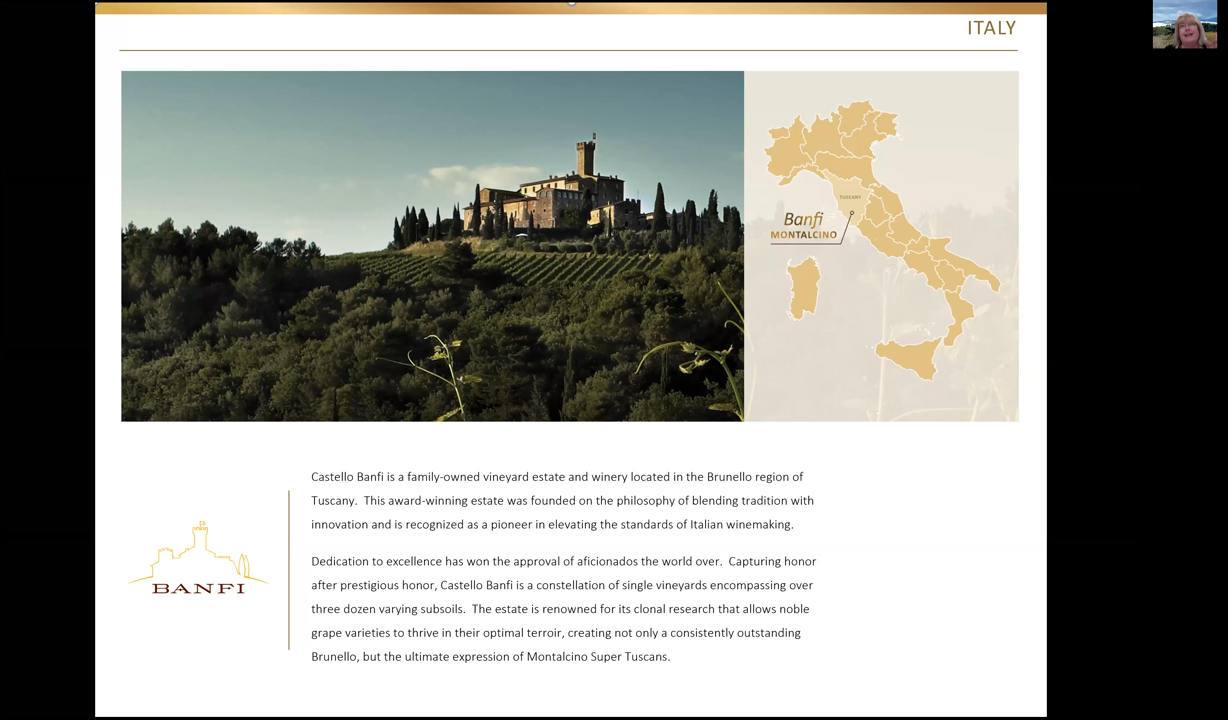 ITALY
TUSCANY
Banfi
MONTALCINO
Castello Banfi is a family-owned vineyard estate and winery located in the Brunello region of
Tuscany.  This award-winning estate was founded on the philosophy of blending tradition with
innovation and is recognized as a pioneer in elevating the standards of Italian winemaking.
Dedication to excellence has won the approval of aficionados the world over.  Capturing honor
after prestigious honor, Castello Banfi is a constellation of single vineyards encompassing over
three dozen varying subsoils.  The estate is renowned for its clonal research that allows noble
grape varieties to thrive in their optimal terroir, creating not only a consistently outstanding
Brunello, but the ultimate expression of Montalcino Super Tuscans.
BANFI